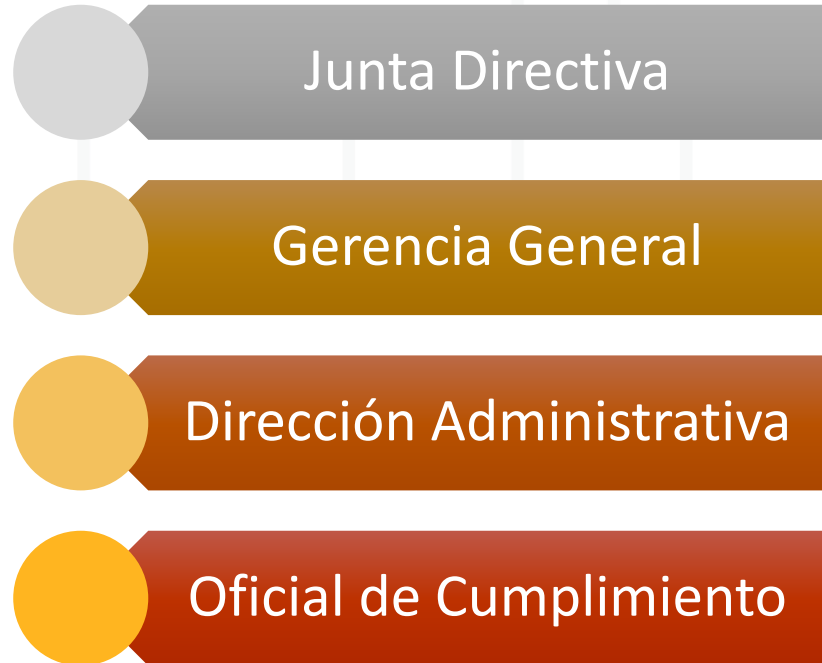 Junta Directiva
Gerencia General
Dirección Administrativa
Oficial de Cumplimiento